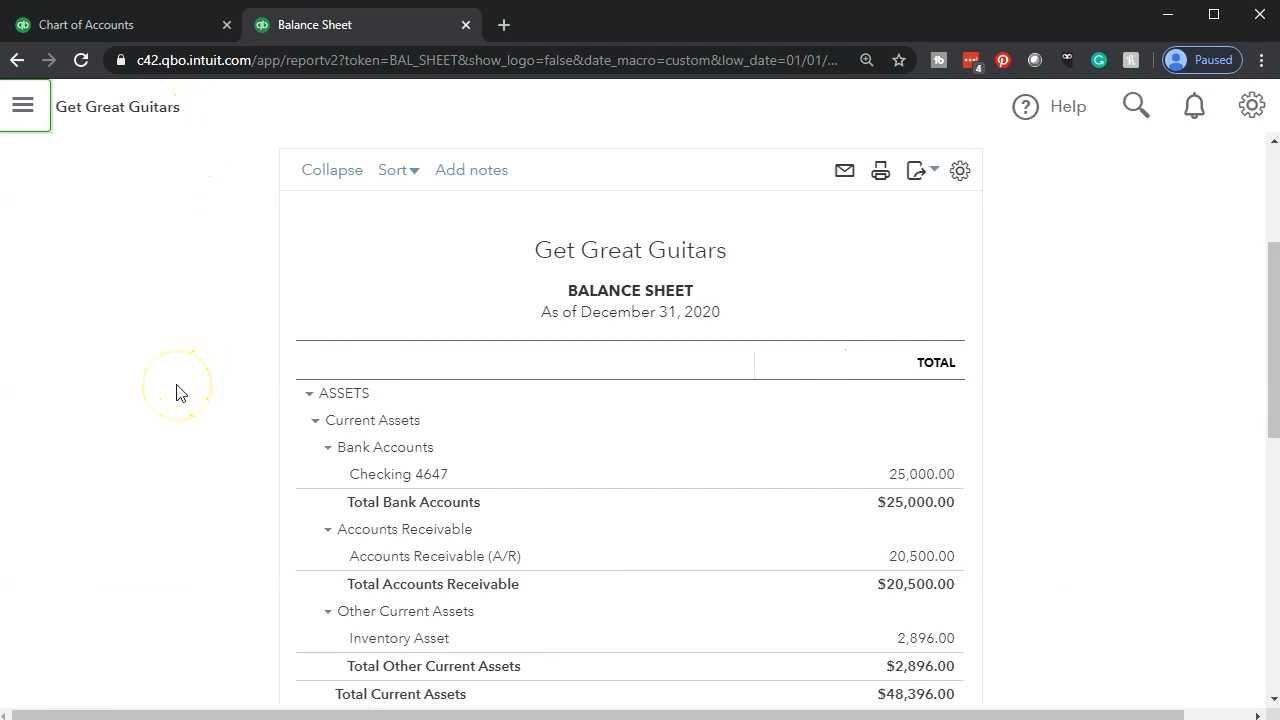 Chart of Accounts
Balance Sheet
c42.qbo.intuit.com/app/reportv2?token=BAL_SHEET&show_logo=false&date_macro=custom&low_date=01/01/...
4
Paused
Get Great Guitars
Help
Collapse Sort Add notes
Get Great Guitars
BALANCE SHEET
As of December 31, 2020
TOTAL
ASSETS
Current Assets
Bank Accounts
Checking 4647 25,000.00
Total Bank Accounts $25,000.00
Accounts Receivable
Accounts Receivable (A/R) 20,500.00
Total Accounts Receivable $20,500.00
Other Current Assets
Inventory Asset 2,896.00
Total Other Current Assets $2,896.00
Total Current Assets $48,396.00